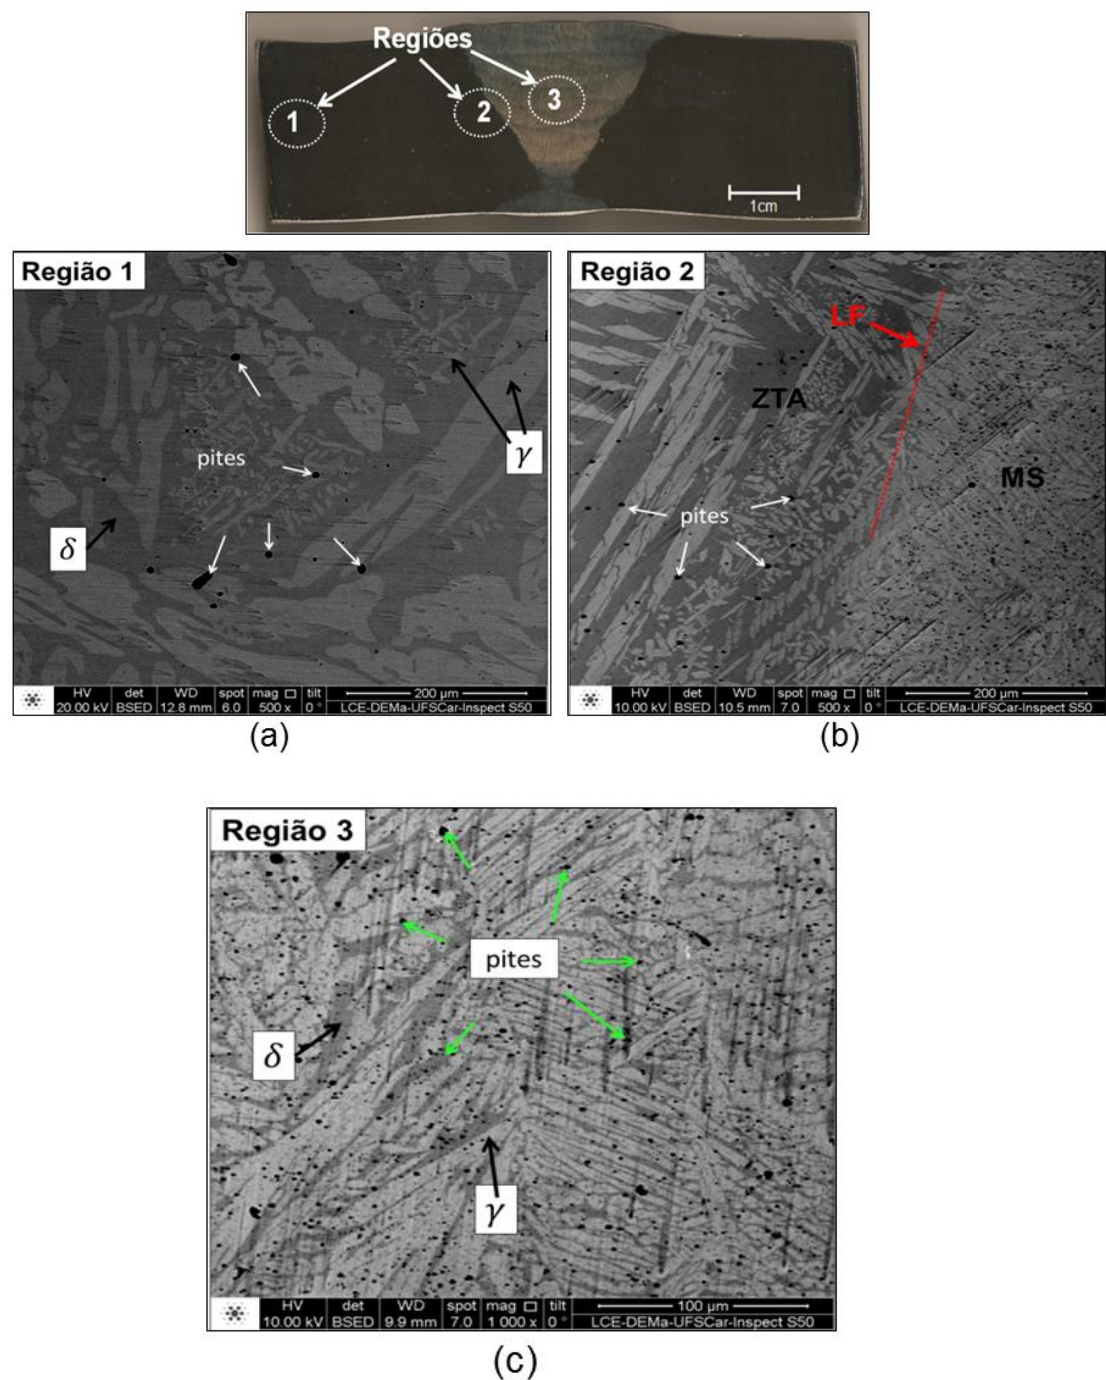 Regiões
1
2
3
1cm
Região 1
pites
γ
δ
HV det WD spot mag □ tilt 200 µm
20.00 kV BSED 12.8 mm 6.0 500 x 0 ° LCE-DEMa-UFSCar-Inspect S50
(a)
Região 2
LF
ZTA
MS
pites
HV det WD spot mag □ tilt 200 µm
10.00 kV BSED 10.5 mm 7.0 500 x 0 ° LCE-DEMa-UFSCar-Inspect S50
(b)
Região 3
pites
δ
γ
HV det WD spot mag □ tilt 100 µm
10.00 kV BSED 9.9 mm 7.0 1 000 x 0 ° LCE-DEMa-UFSCar-Inspect S50
(c)